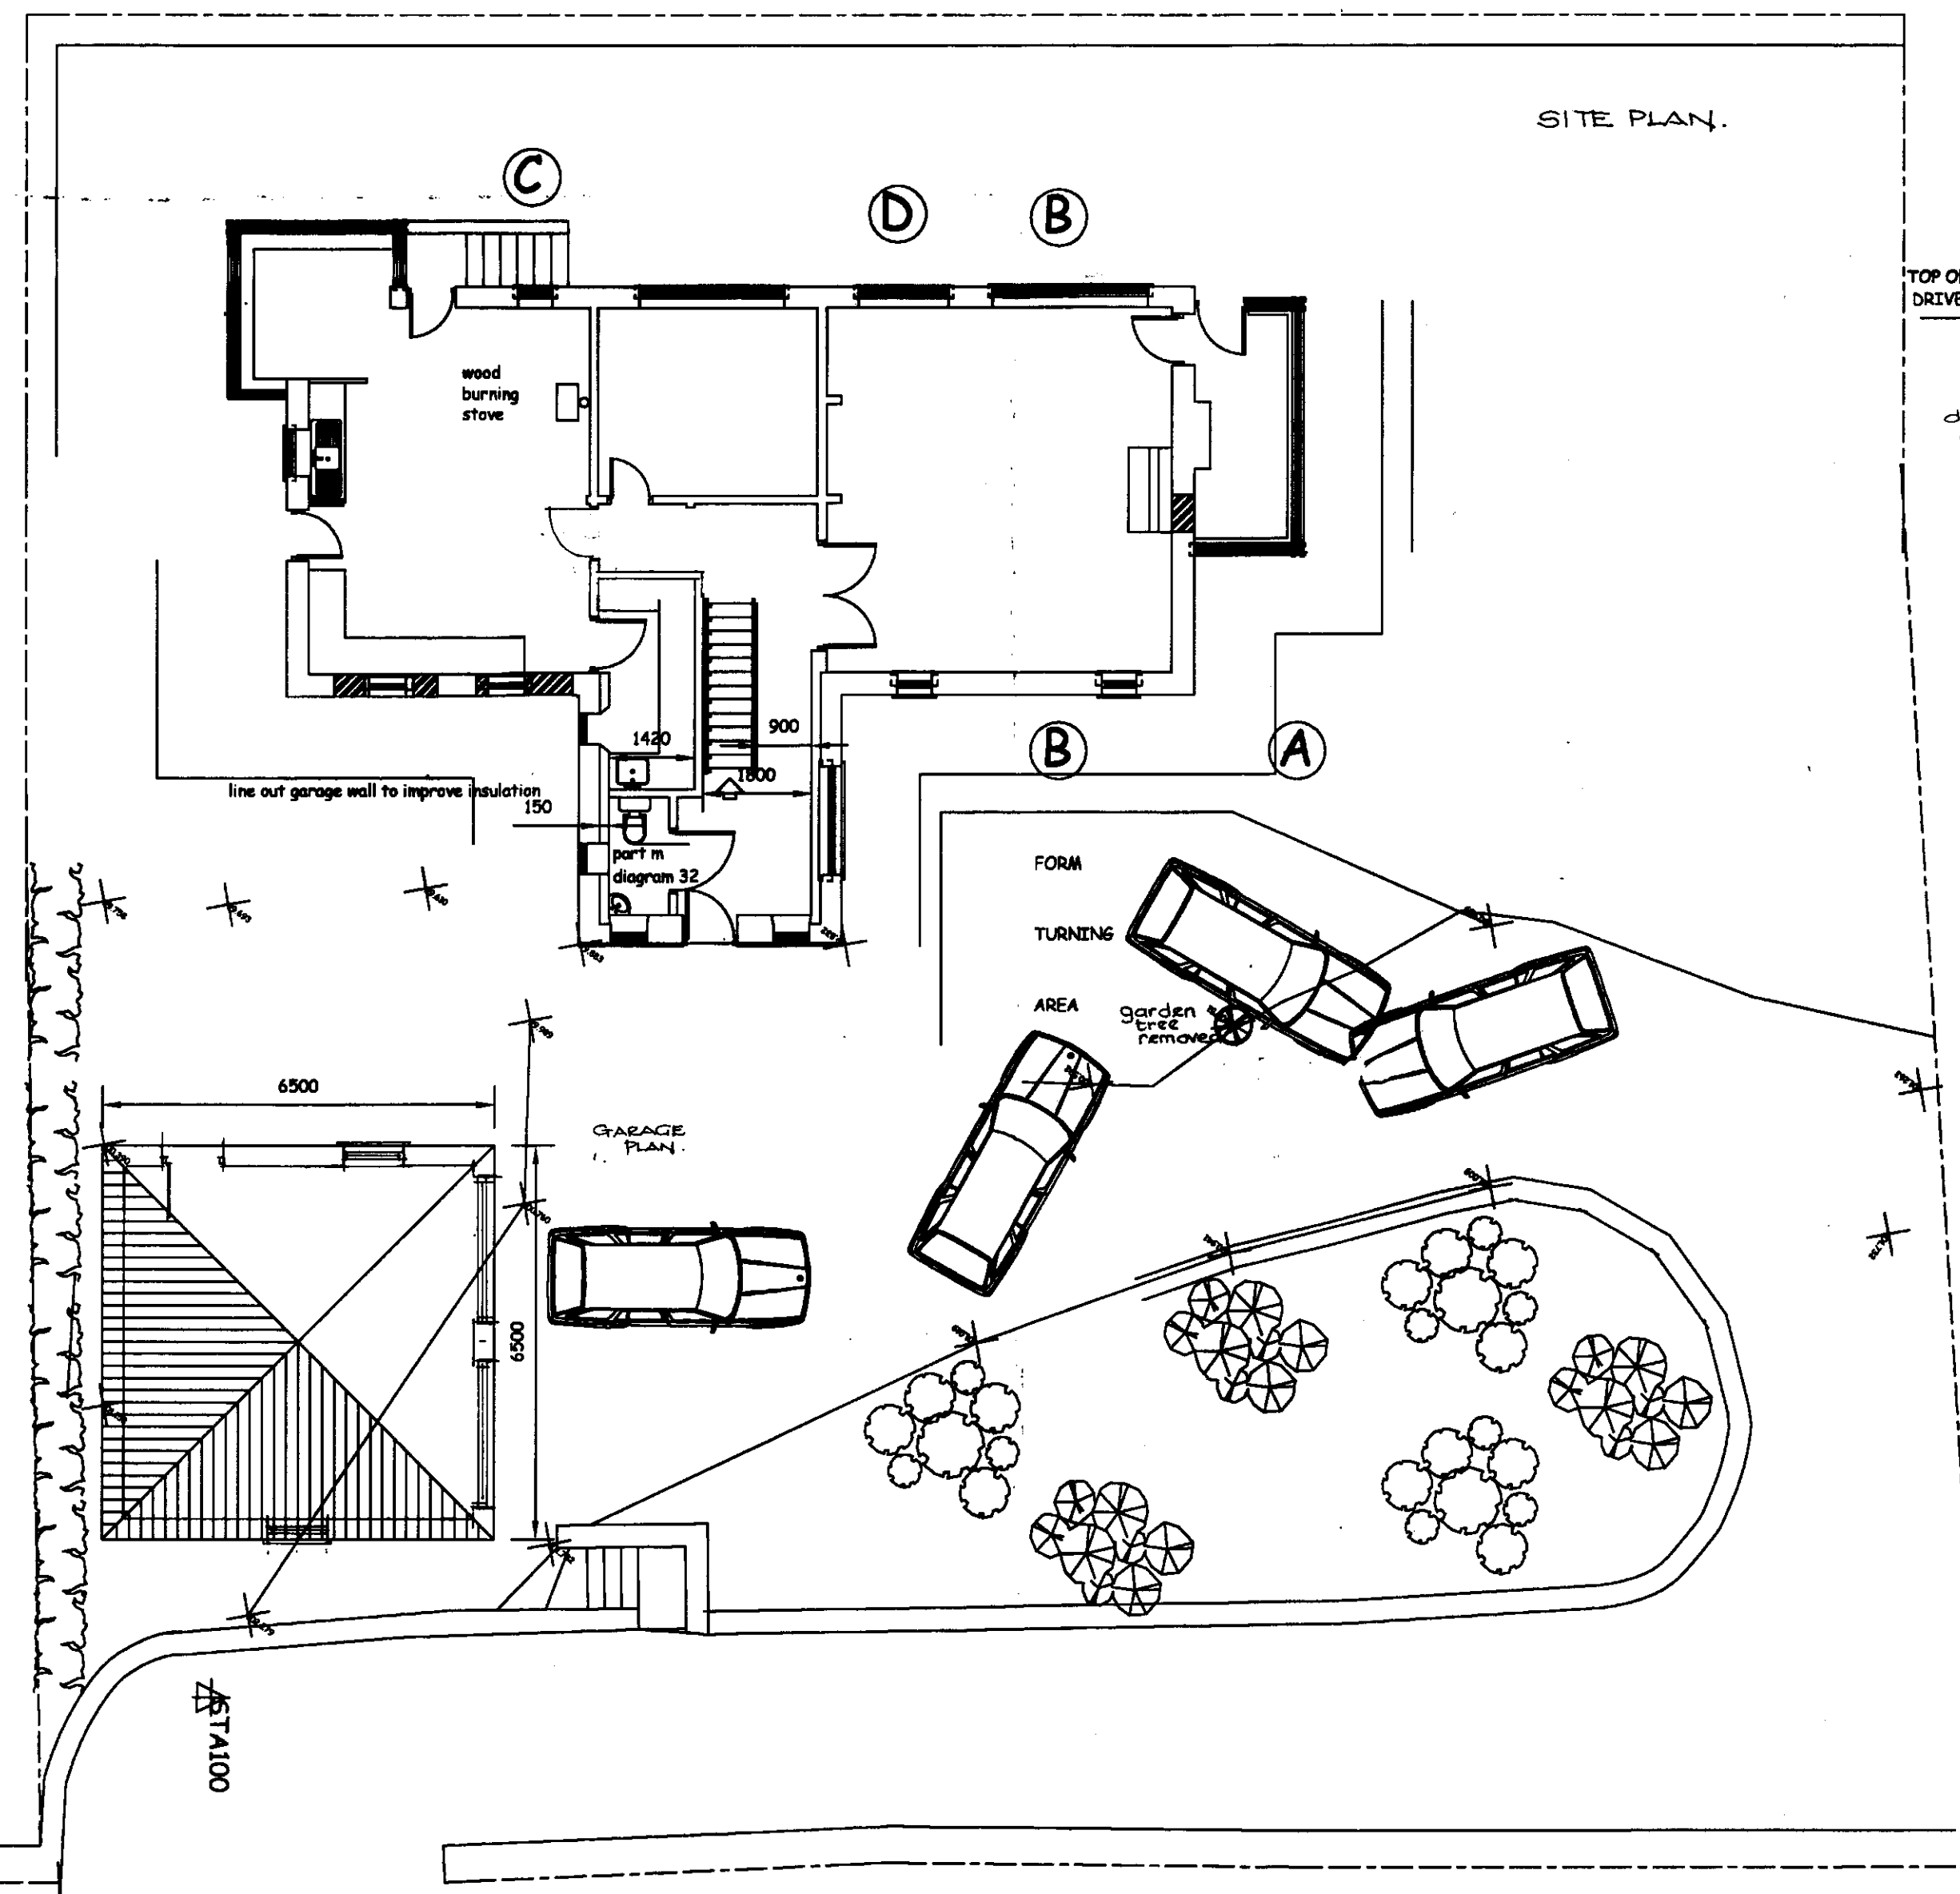 SITE PLAN.
C
D
B
TOP O
DRIVE
wood
burning
stove
1420
900
B
A
1800
line out garage wall to improve insulation
150
part m
diagram 32
FORM
TURNING
AREA
garden
tree
removed
6500
GARAGE
PLAN.
6500
STA100